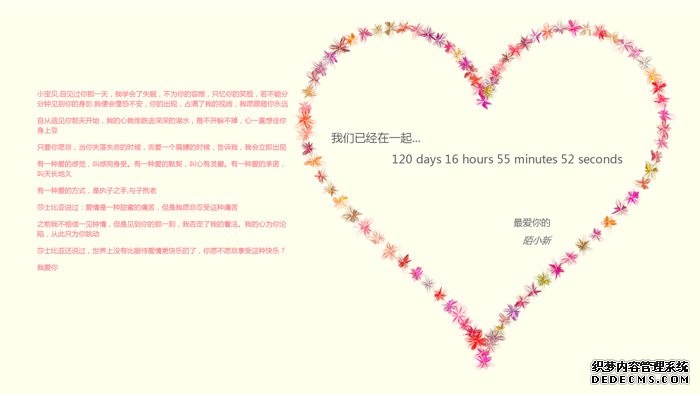 小宝贝,自见过你那一天，我学会了失眠，不为你的容颜，只忆你的笑脸，若不能分
分钟见到你的身影,我便会惶恐不安，你的出现，占满了我的视线，我愿跟随你永远
自从遇见你那天开始，我的心就像跌进深深的湖水，捱不开躲不掉，心一直想往你
身上靠
只要你愿意，当你失落失意的时候，需要一个肩膊的时候，告诉我，我会立即出现
有一种爱的感觉，叫感同身受。有一种爱的默契，叫心有灵犀。有一种爱的承诺，
叫天长地久
有一种爱的方式，是执子之手,与子携老
莎士比亚说过：爱情是一种甜蜜的痛苦，但是我愿意忍受这种痛苦
之前我不相信一见钟情，但是见到你的那一刻，我否定了我的看法。我的心为你沦
陷，从此只为你跳动
莎士比亚还说过，世界上没有比服侍爱情更快乐的了，你愿不愿意享受这种快乐？
我爱你
我们已经在一起...
120 days 16 hours 55 minutes 52 seconds
最爱你的
陌小新
织梦内容管理系统
DEDECMS.COM